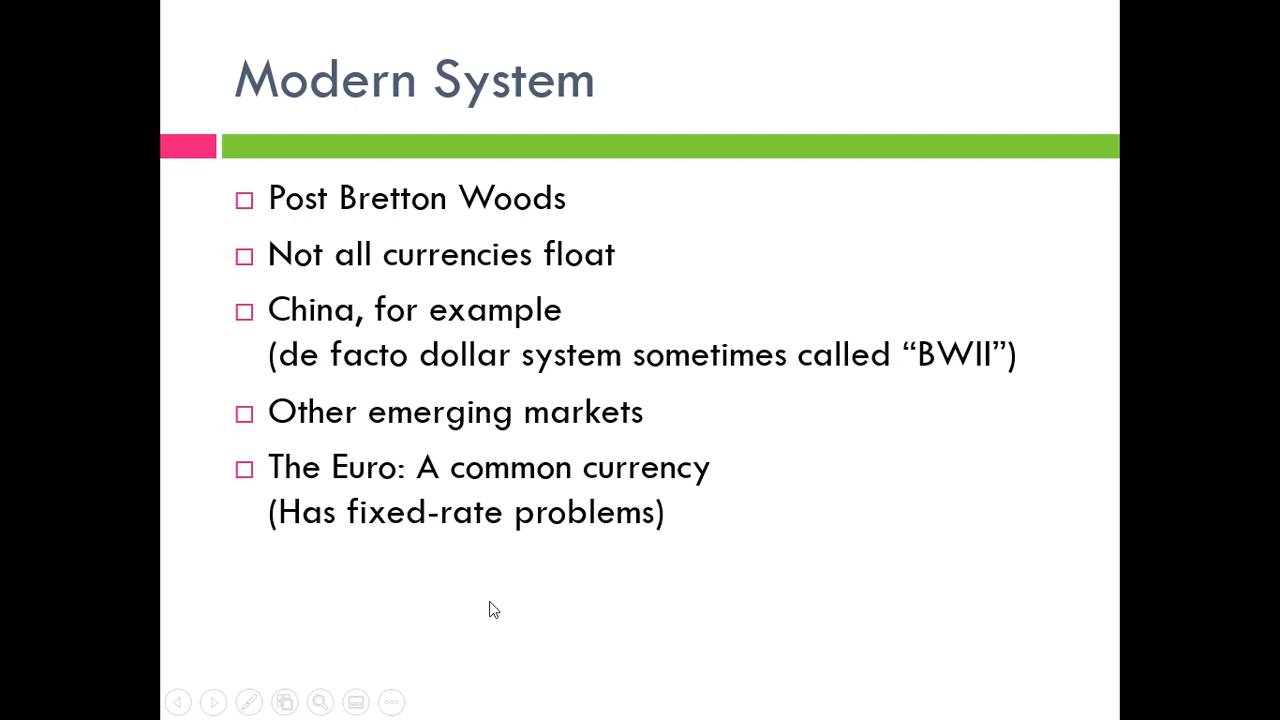 Modern System
Post Bretton Woods
Not all currencies float
China, for example
(de facto dollar system sometimes called “BWII”)
Other emerging markets
The Euro: A common currency
(Has fixed-rate problems)